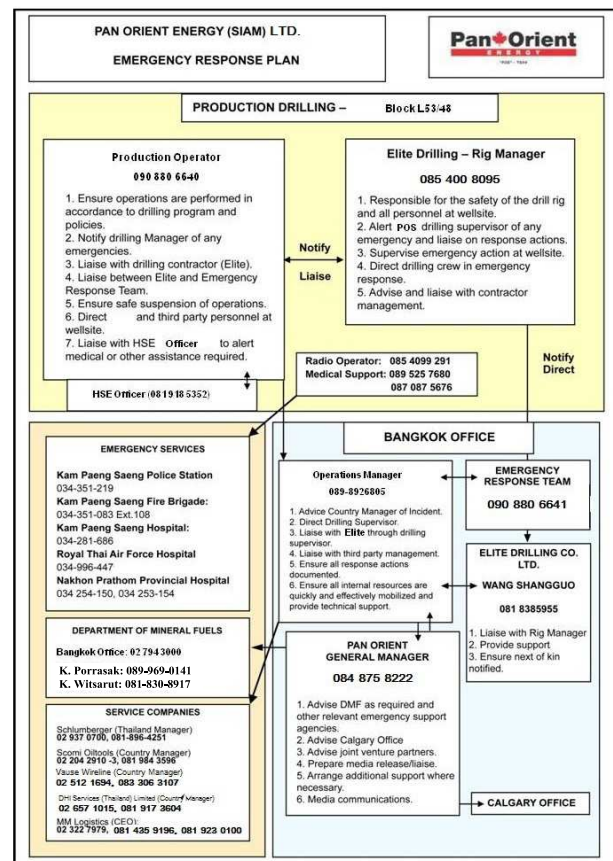 PAN ORIENT ENERGY (SIAM) LTD.
EMERGENCY RESPONSE PLAN
Pan Orient
ENERGY
PRODUCTION DRILLING – Block L53/48
Production Operator
090 880 6640
1. Ensure operations are performed in
accordance to drilling program and
policies.
2. Notify drilling Manager of any
emergencies.
3. Liaise with drilling contractor (Elite).
4. Liaise between Elite and Emergency
Response Team.
5. Ensure safe suspension of operations.
6. Direct and third party personnel at
wellsite.
7. Liaise with HSE Officer to alert
medical or other assistance required.
HSE Officer (0819185352)
Notify
Liaise
Elite Drilling – Rig Manager
085 400 8095
1. Responsible for the safety of the drill rig
and all personnel at wellsite.
2. Alert POS drilling supervisor of any
emergency and liaise on response actions.
3. Supervise emergency action at wellsite.
4. Direct drilling crew in emergency
response.
5. Advise and liaise with contractor
management.
Radio Operator: 085 4099 291
Medical Support: 089 525 7680
087 087 5676
Notify
Direct
EMERGENCY SERVICES
Kam Paeng Saeng Police Station
034-351-219
Kam Paeng Saeng Fire Brigade:
034-351-083 Ext.108
Kam Paeng Saeng Hospital:
034-281-686
Royal Thai Air Force Hospital
034-996-447
Nakhon Prathom Provincial Hospital
034 254-150, 034 253-154
DEPARTMENT OF MINERAL FUELS
Bangkok Office: 02 794 3000
K. Porrasak: 089-969-0141
K. Witsarut: 081-830-8917
SERVICE COMPANIES
Schlumberger (Thailand Manager)
02 937 0700, 081-896-4251
Scomi Oiltools (Country Manager)
02 204 2910 -3, 081 984 3596
Vause Wireline (Country Manager)
02 512 1694, 083 306 3107
DHI Services (Thailand) Limited (Country Manager)
02 657 1015, 081 917 3604
MM Logistics (CEO):
02 322 7979, 081 435 9196, 081 923 0100
BANGKOK OFFICE
Operations Manager
089-8926805
1. Advice Country Manager of Incident.
2. Direct Drilling Supervisor.
3. Liaise with Elite through drilling
supervisor.
4. Liaise with third party management.
5. Ensure all response actions
documented.
6. Ensure all internal resources are
quickly and effectively mobilized and
provide technical support.
EMERGENCY
RESPONSE TEAM
090 880 6641
ELITE DRILLING CO.
LTD.
WANG SHANGGUO
081 8385955
1. Liaise with Rig Manager
2. Provide support
3. Ensure next of kin
notified.
PAN ORIENT
GENERAL MANAGER
084 875 8222
1. Advise DMF as required and
other relevant emergency support
agencies.
2. Advise Calgary Office
3. Advise joint venture partners.
4. Prepare media release/liaise.
5. Arrange additional support where
necessary.
6. Media communications.
CALGARY OFFICE